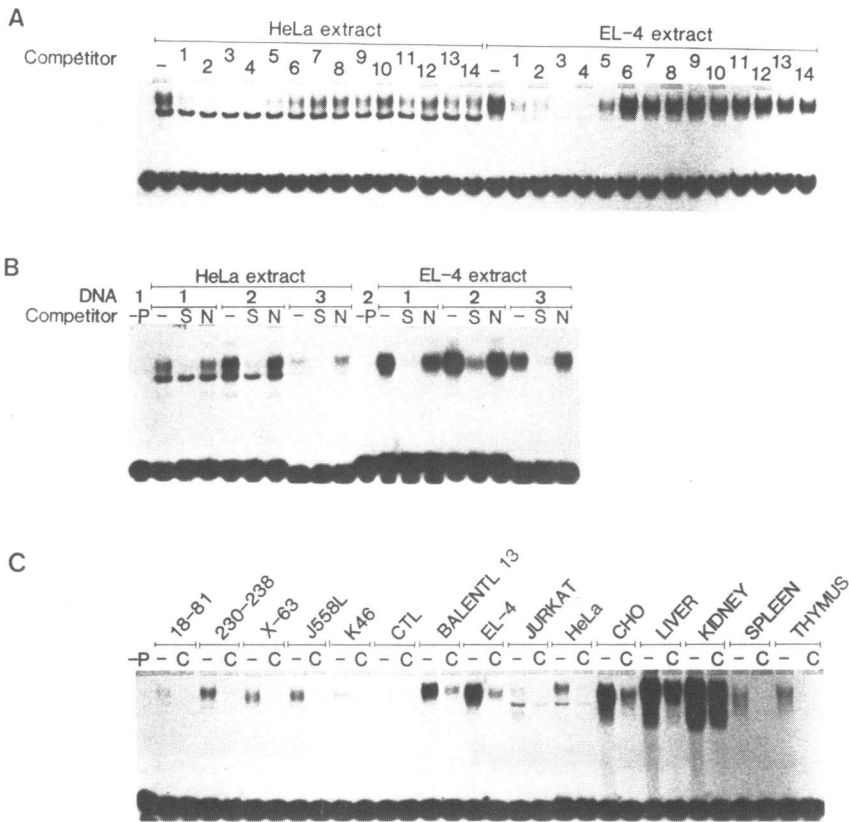 A
HeLa extract EL-4 extract
Compétitor – 1 2 3 4 5 6 7 8 9 10 11 12 13 14 – 1 2 3 4 5 6 7 8 9 10 11 12 13 14
B
HeLa extract EL-4 extract
DNA 1 1 2 3 2 1 2 3
Competitor –P – S N – S N – S N –P – S N – S N – S N
C
18-81 230-238 X-63 J558L K46 CTL BALENTL 13 EL-4 JURKAT HeLa CHO LIVER KIDNEY SPLEEN THYMUS
–P – C – C – C – C – C – C – C – C – C – C – C – C – C – C – C